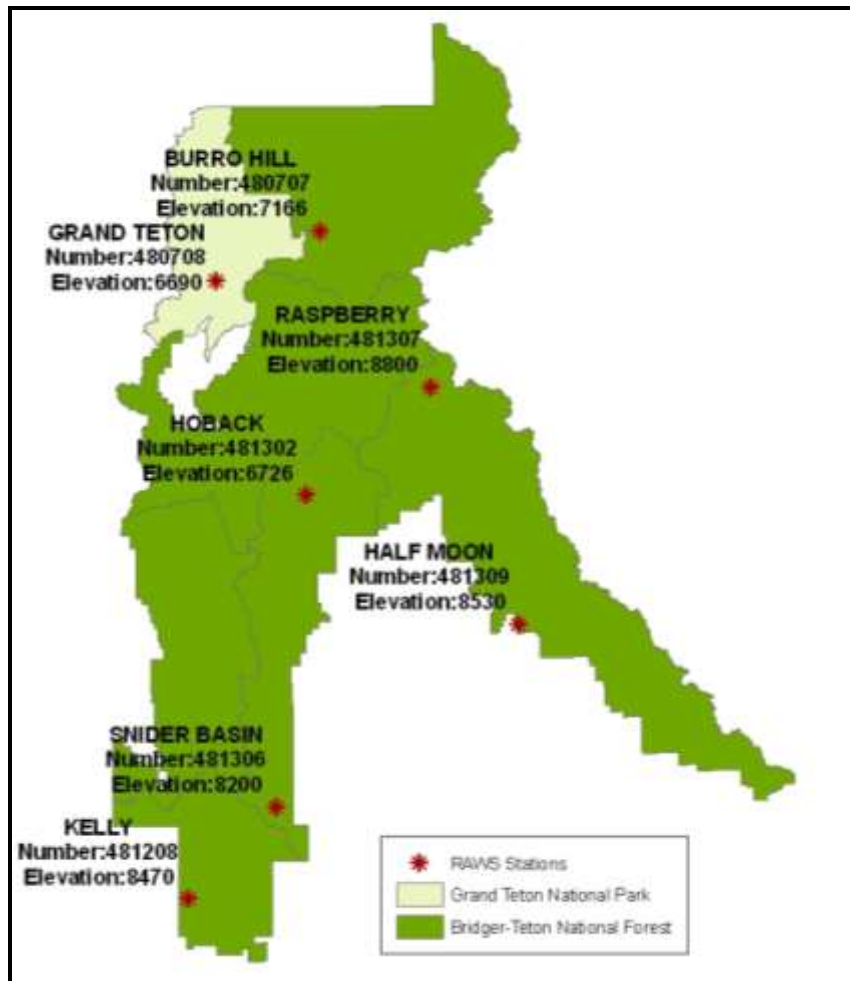 BURRO HILL
Number:480707
Elevation:7166
GRAND TETON
Number:480708
Elevation:6690
RASPBERRY
Number:481307
Elevation:8800
HOBACK
Number:481302
Elevation:6726
HALF MOON
Number:481309
Elevation:8530
SNIDER BASIN
Number:481306
Elevation:8200
KELLY
Number:481208
Elevation:8470
RAWS Stations
Grand Teton National Park
Bridger-Teton National Forest